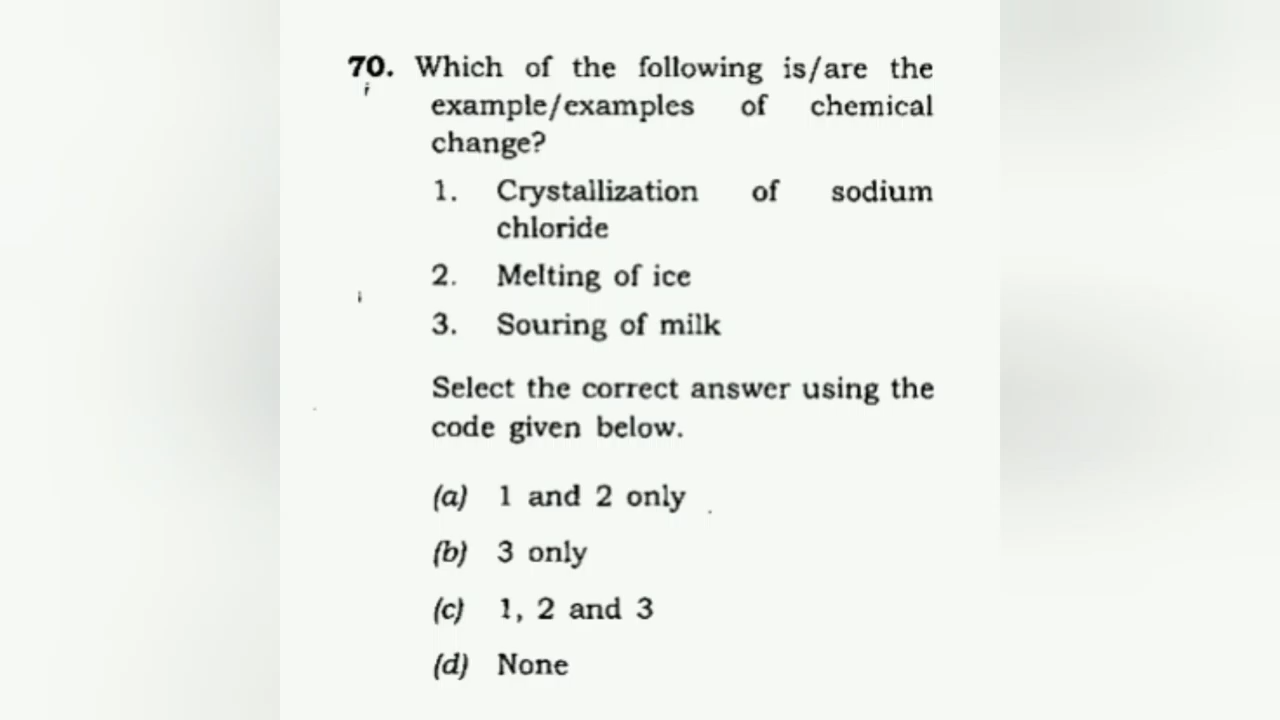 70. Which of the following is/are the
example/examples of chemical
change?
1. Crystallization of sodium
chloride
2. Melting of ice
3. Souring of milk
Select the correct answer using the
code given below.
(a) 1 and 2 only
(b) 3 only
(c) 1, 2 and 3
(d) None